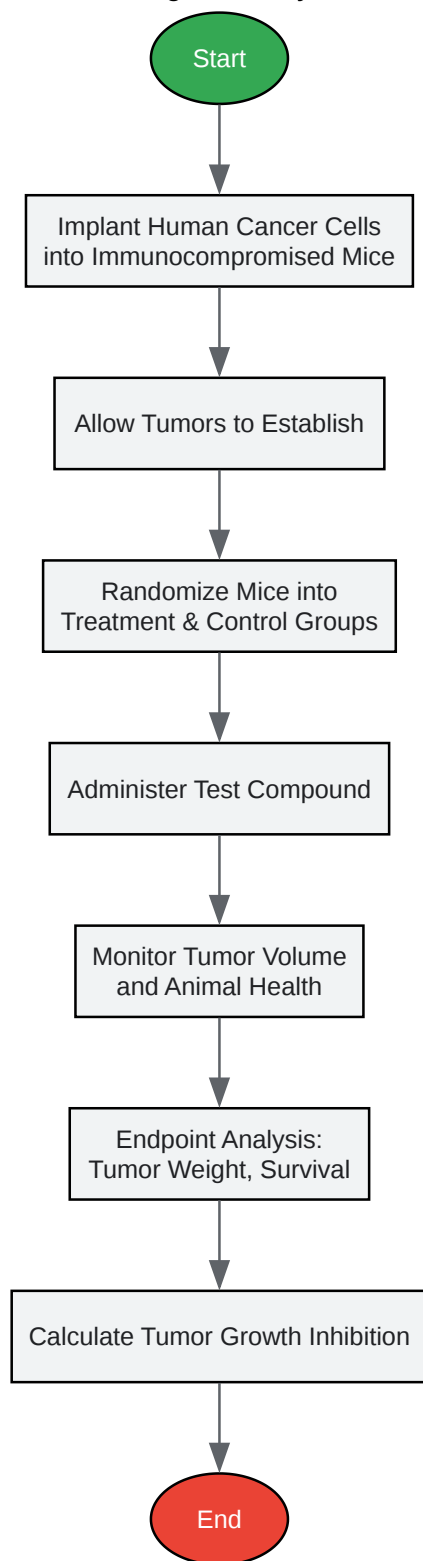 Start
Implant Human Cancer Cells
into Immunocompromised Mice
Allow Tumors to Establish
Randomize Mice into
Treatment & Control Groups
Administer Test Compound
Monitor Tumor Volume
and Animal Health
Endpoint Analysis:
Tumor Weight, Survival
Calculate Tumor Growth Inhibition
End